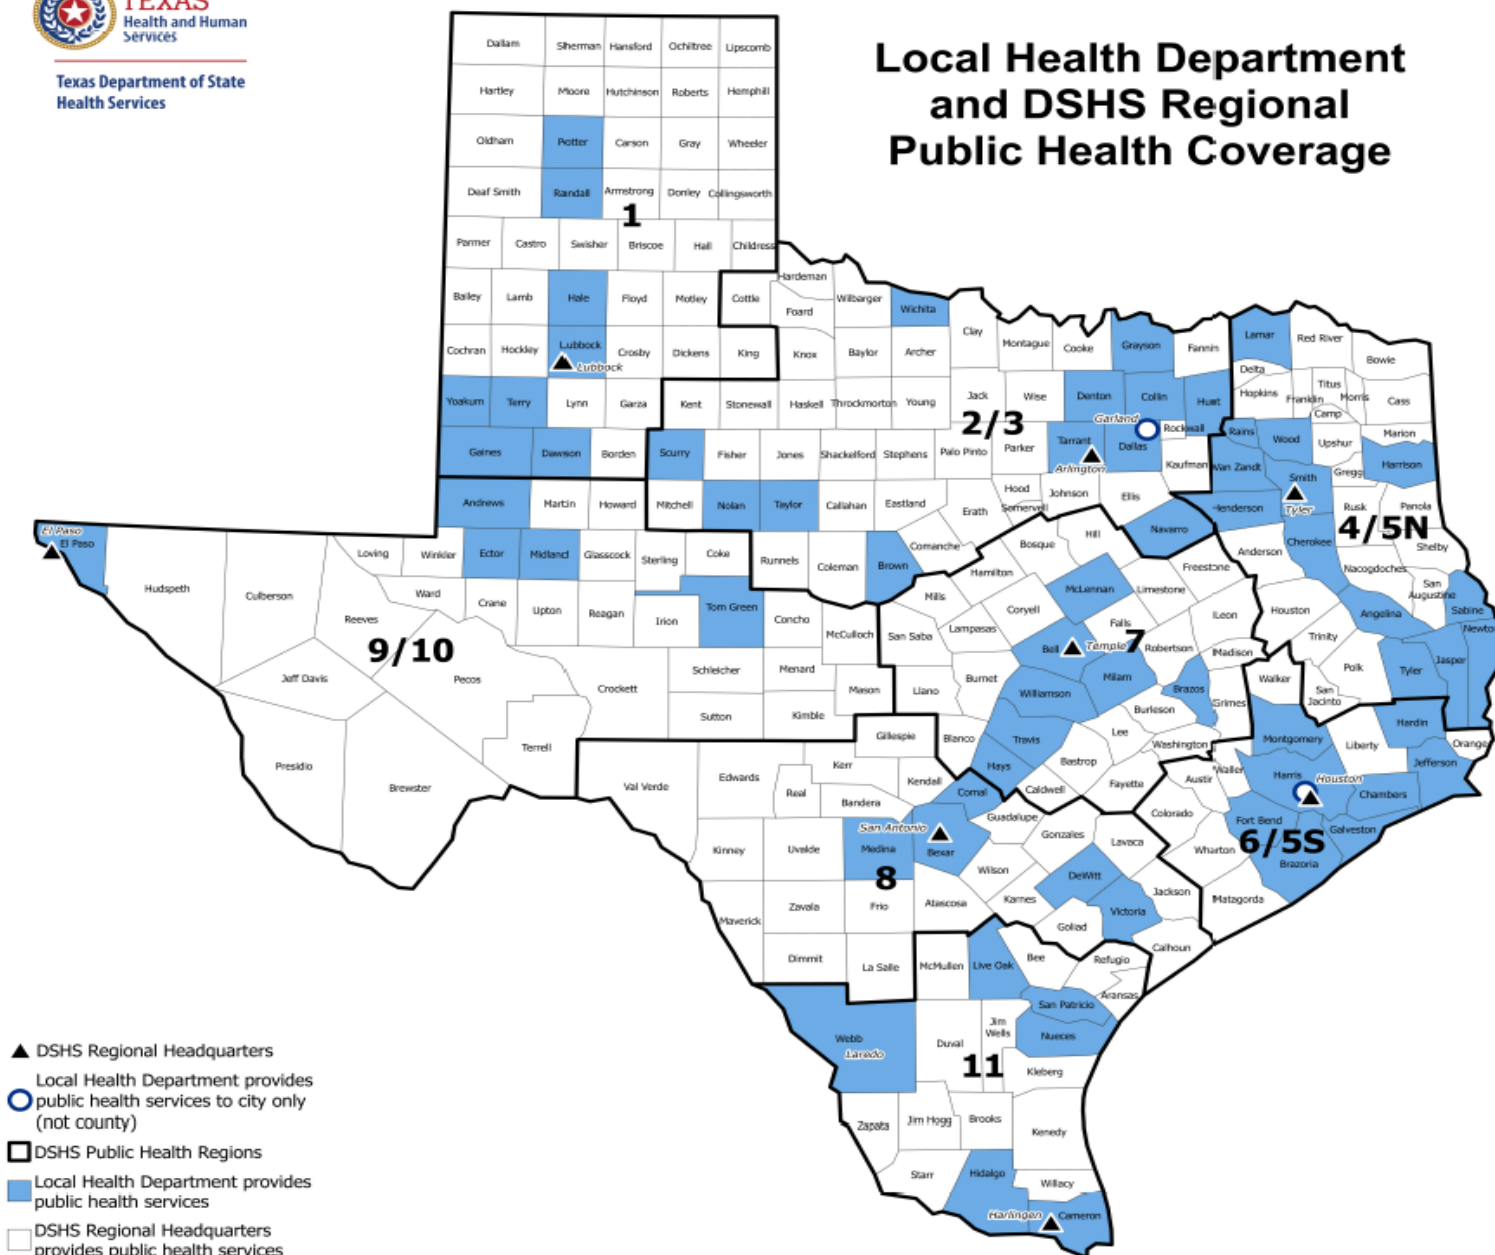 TEXAS
Health and Human
Services
Texas Department of State
Health Services
Local Health Department
and DSHS Regional
Public Health Coverage
Dallam Sherman Hansford Ochiltree Lipscomb
Hartley Moore Hutchinson Roberts Hemphill
Oldham Potter Carson Gray Wheeler
Deaf Smith Randall Armstrong Donley Collingsworth
1
Parmer Castro Swisher Briscoe Hall Childress
Hardeman
Bailey Lamb Hale Floyd Motley Cottle Foard Wilbarger Wichita
Clay Montague Cooke Grayson Fannin Lamar Red River Bowie
Cochran Hockley Lubbock Crosby Dickens King Knox Baylor Archer
Lubbock
Delta Titus
Hopkins Franklin Morris Cass
Camp
Yoakum Terry Lynn Garza Kent Stonewall Haskell Throckmorton Young Jack Wise Denton Collin Hunt
2/3
Garland Rockwall Rains Wood Upshur Marion
Gaines Dawson Borden Scurry Fisher Jones Shackelford Stephens Palo Pinto Parker Tarrant Dallas Kaufman Van Zandt Gregg Harrison
Arlington
Smith
Tyler
Andrews Martin Howard Mitchell Nolan Taylor Callahan Eastland Erath Hood Somervell Johnson Ellis Henderson Rusk Panola
4/5N
El Paso
El Paso
Navarro Cherokee Shelby
Loving Winkler Ector Midland Glasscock Sterling Coke Runnels Coleman Brown Comanche Bosque Hill Anderson Nacogdoches
Hudspeth Culberson Reeves Ward Crane Upton Reagan Irion Tom Green Concho McCulloch
Hamilton McLennan Limestone Freestone San Augustine Sabine
Mills Coryell Falls Leon Houston Angelina Newton
San Saba Lampasas Bell Temple 7 Robertson Madison Trinity Polk Tyler Jasper
9/10
Jeff Davis Pecos Crockett Schleicher Menard Mason
Llano Burnet Williamson Milam Brazos Grimes Walker San Jacinto
Burleson
Presidio Brewster Terrell Sutton Kimble
Gillespie Blanco Travis Lee Washington Montgomery Liberty Hardin Orange
Val Verde Edwards Kerr Kendall Hays Bastrop Fayette Waller Harris Houston Jefferson
Real Bandera Comal Caldwell Colorado Chambers
San Antonio Guadalupe Gonzales Lavaca Fort Bend Galveston
6/5S
Kinney Uvalde Medina Bexar Wilson Wharton Brazoria
8
DeWitt Jackson Matagorda
Maverick Zavala Frio Atascosa Karnes Victoria
Goliad Calhoun
Dimmit La Salle McMullen Live Oak Bee Refugio
Aransas
San Patricio
Webb
Laredo
Duval Jim Wells Nueces
11
Kleberg
Zapata Jim Hogg Brooks Kenedy
Starr Hidalgo Willacy
Harlingen Cameron
DSHS Regional Headquarters
Local Health Department provides
public health services to city only
(not county)
DSHS Public Health Regions
Local Health Department provides
public health services
DSHS Regional Headquarters
provides public health services